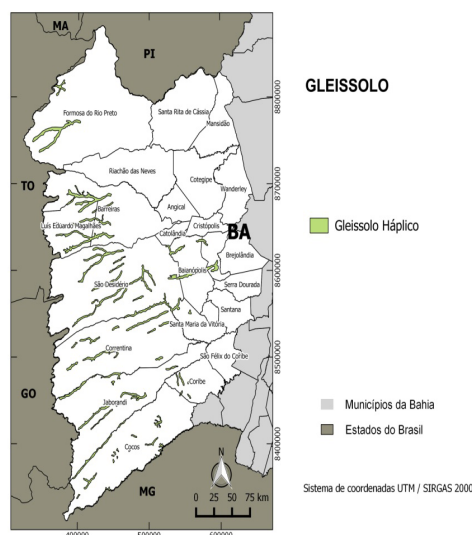 MA
PI
Formosa do Rio Preto
Santa Rita de Cássia
Mansidão
8800000
Riachão das Neves
Cotegipe
Wanderley
8700000
TO
Barreiras
Angical
Luis Eduardo Magalhães
Catolândia
Cristópolis
BA
Brejolândia
Baianópolis
8600000
São Desidério
Serra Dourada
Santana
Santa Maria da Vitória
Correntina
São Félix do Coribe
8500000
GO
Coribe
Jaborandi
Cocos
8400000
N
MG
0 25 50 75 km
400000 500000 600000
GLEISSOLO
Gleissolo Háplico
Municípios da Bahia
Estados do Brasil
Sistema de coordenadas UTM / SIRGAS 2000